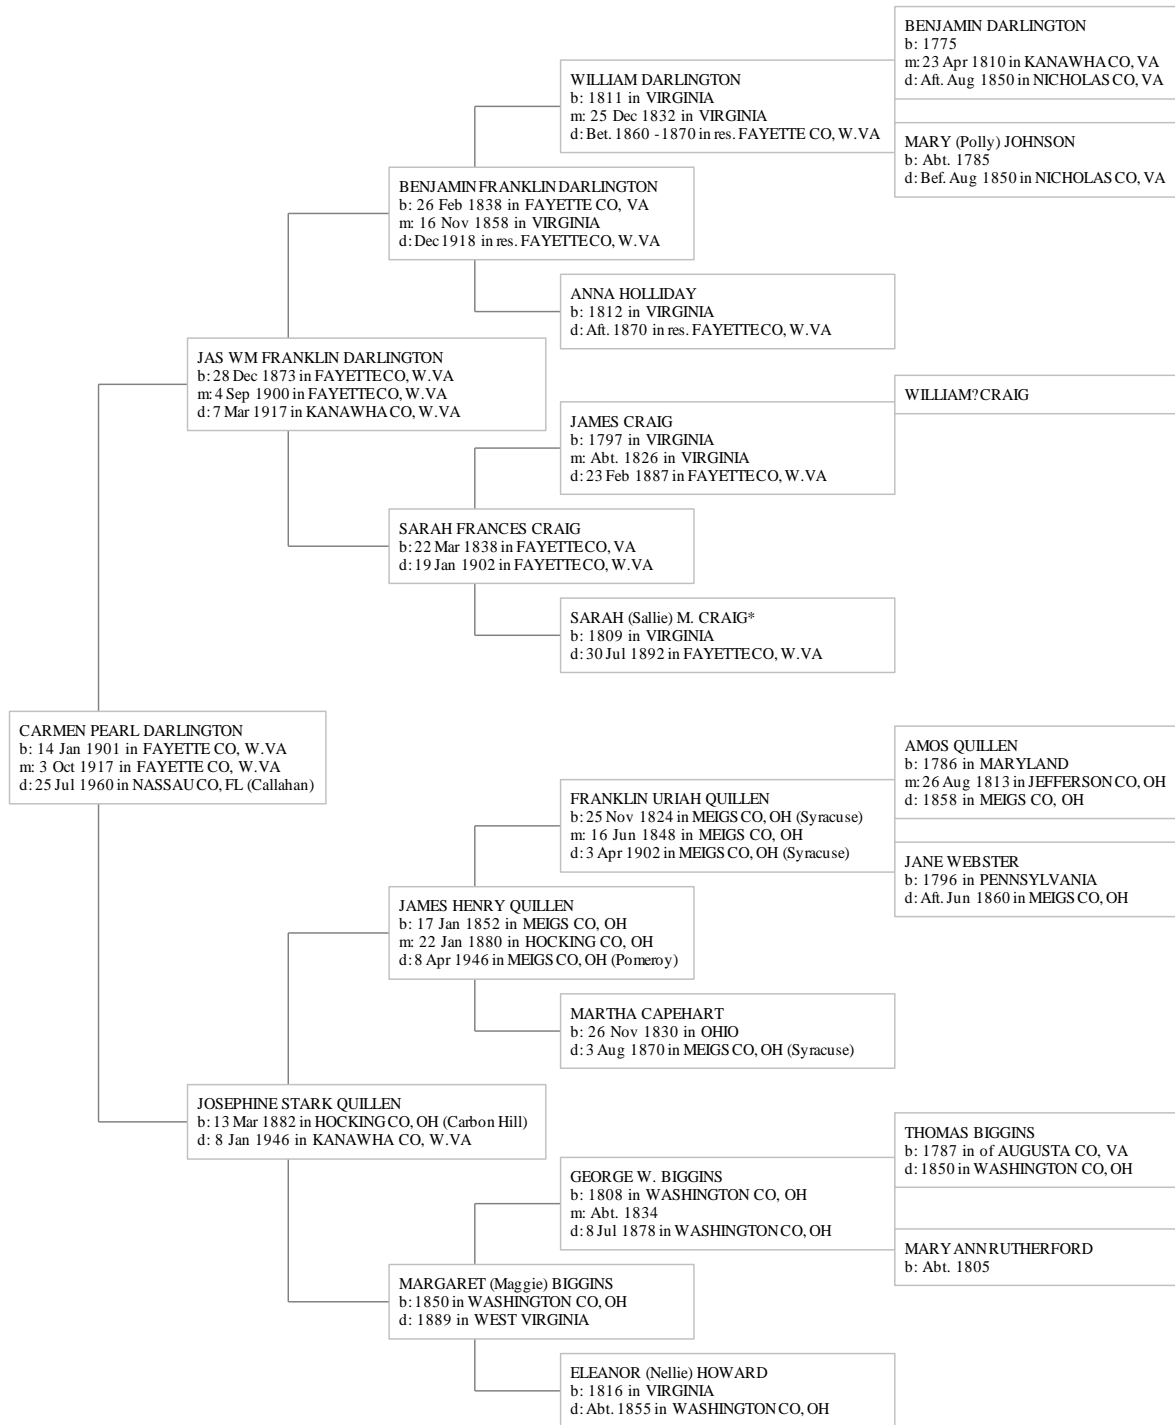 BENJAMIN DARLINGTON
b: 1775
m: 23 Apr 1810 in KANAWHA CO, VA
d: Aft. Aug 1850 in NICHOLAS CO, VA
WILLIAM DARLINGTON
b: 1811 in VIRGINIA
m: 25 Dec 1832 in VIRGINIA
d: Bet. 1860 - 1870 in res. FAYETTE CO, W.VA
MARY (Polly) JOHNSON
b: Abt. 1785
d: Bef. Aug 1850 in NICHOLAS CO, VA
BENJAMIN FRANKLIN DARLINGTON
b: 26 Feb 1838 in FAYETTE CO, VA
m: 16 Nov 1858 in VIRGINIA
d: Dec 1918 in res. FAYETTE CO, W.VA
ANNA HOLLIDAY
b: 1812 in VIRGINIA
d: Aft. 1870 in res. FAYETTE CO, W.VA
JAS WM FRANKLIN DARLINGTON
b: 28 Dec 1873 in FAYETTE CO, W.VA
m: 4 Sep 1900 in FAYETTE CO, W.VA
d: 7 Mar 1917 in KANAWHA CO, W.VA
WILLIAM? CRAIG
JAMES CRAIG
b: 1797 in VIRGINIA
m: Abt. 1826 in VIRGINIA
d: 23 Feb 1887 in FAYETTE CO, W.VA
SARAH FRANCES CRAIG
b: 22 Mar 1838 in FAYETTE CO, VA
d: 19 Jan 1902 in FAYETTE CO, W.VA
SARAH (Sallie) M. CRAIG*
b: 1809 in VIRGINIA
d: 30 Jul 1892 in FAYETTE CO, W.VA
CARMEN PEARL DARLINGTON
b: 14 Jan 1901 in FAYETTE CO, W.VA
m: 3 Oct 1917 in FAYETTE CO, W.VA
d: 25 Jul 1960 in NASSAU CO, FL (Callahan)
AMOS QUILLEN
b: 1786 in MARYLAND
m: 26 Aug 1813 in JEFFERSON CO, OH
d: 1858 in MEIGS CO, OH
FRANKLIN URIAH QUILLEN
b: 25 Nov 1824 in MEIGS CO, OH (Syracuse)
m: 16 Jun 1848 in MEIGS CO, OH
d: 3 Apr 1902 in MEIGS CO, OH (Syracuse)
JANE WEBSTER
b: 1796 in PENNSYLVANIA
d: Aft. Jun 1860 in MEIGS CO, OH
JAMES HENRY QUILLEN
b: 17 Jan 1852 in MEIGS CO, OH
m: 22 Jan 1880 in HOCKING CO, OH
d: 8 Apr 1946 in MEIGS CO, OH (Pomeroy)
MARTHA CAPEHART
b: 26 Nov 1830 in OHIO
d: 3 Aug 1870 in MEIGS CO, OH (Syracuse)
JOSEPHINE STARK QUILLEN
b: 13 Mar 1882 in HOCKING CO, OH (Carbon Hill)
d: 8 Jan 1946 in KANAWHA CO, W.VA
THOMAS BIGGINS
b: 1787 in of AUGUSTA CO, VA
d: 1850 in WASHINGTON CO, OH
GEORGE W. BIGGINS
b: 1808 in WASHINGTON CO, OH
m: Abt. 1834
d: 8 Jul 1878 in WASHINGTON CO, OH
MARY ANN RUTHERFORD
b: Abt. 1805
MARGARET (Maggie) BIGGINS
b: 1850 in WASHINGTON CO, OH
d: 1889 in WEST VIRGINIA
ELEANOR (Nellie) HOWARD
b: 1816 in VIRGINIA
d: Abt. 1855 in WASHINGTON CO, OH